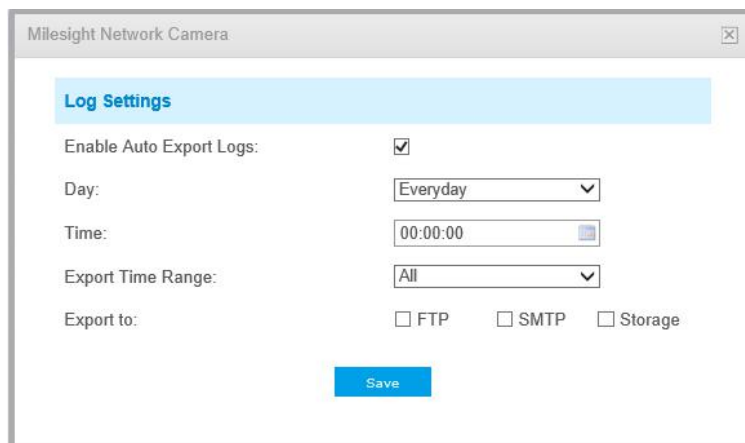 Milesight Network Camera
Log Settings
Enable Auto Export Logs:
Day: Everyday
Time: 00:00:00
Export Time Range: All
Export to: FTP SMTP Storage
Save